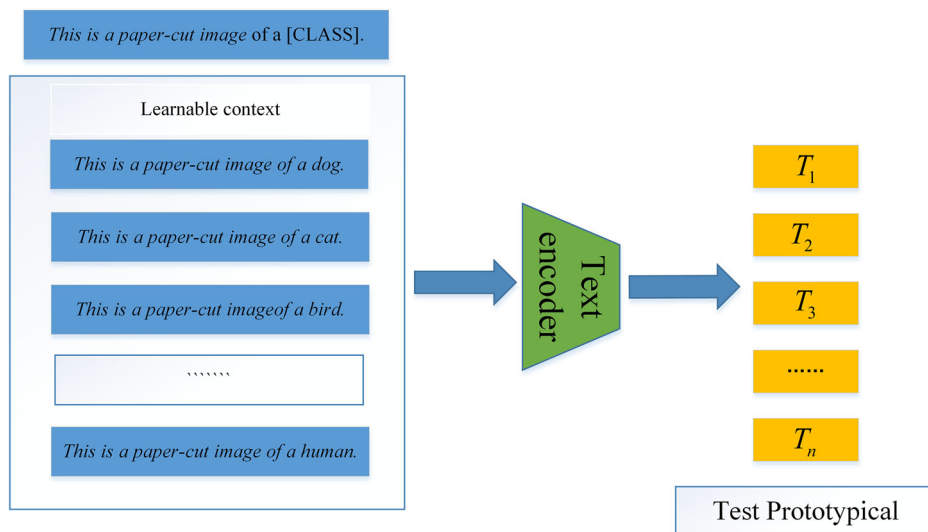 This is a paper-cut image of a [CLASS].
Learnable context
This is a paper-cut image of a dog.
This is a paper-cut image of a cat.
This is a paper-cut imageof a bird.
```````
This is a paper-cut image of a human.
Text
encoder
T1
T2
T3
......
Tn
Test Prototypical